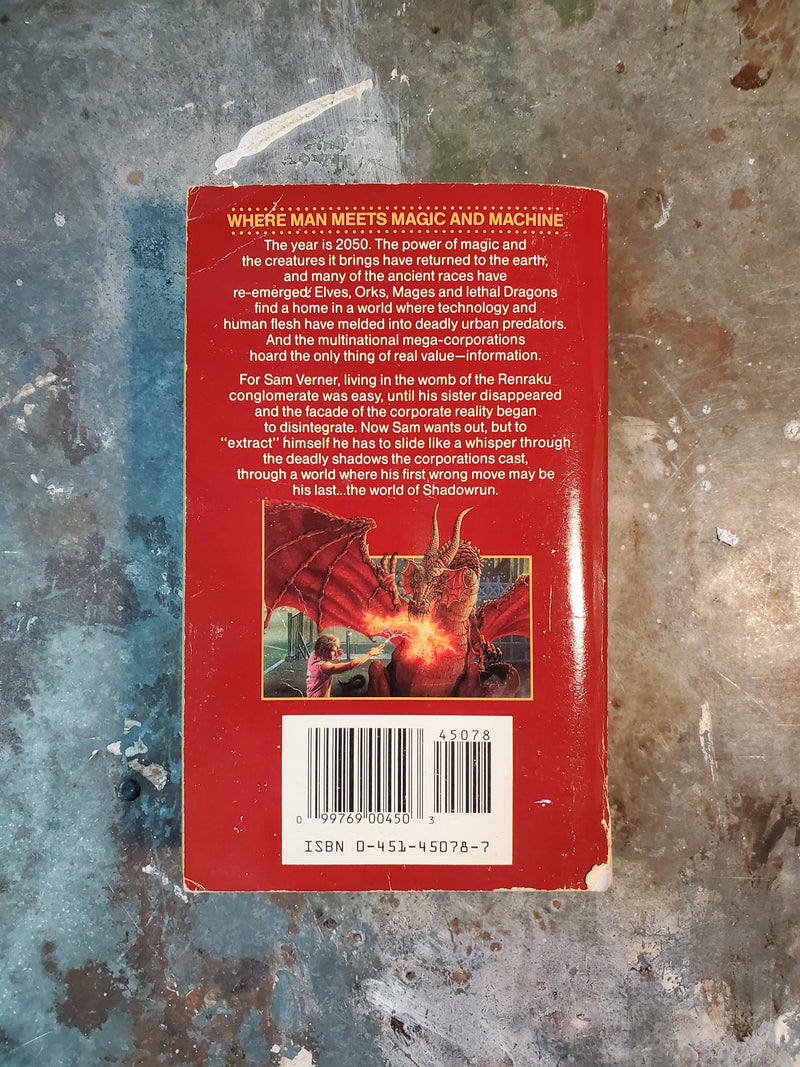 WHERE MAN MEETS MAGIC AND MACHINE
The year is 2050. The power of magic and
the creatures it brings have returned to the earth,
and many of the ancient races have
re-emerged. Elves, Orks, Mages and lethal Dragons
find a home in a world where technology and
human flesh have melded into deadly urban predators.
And the multinational mega-corporations
hoard the only thing of real value—information.
For Sam Verner, living in the womb of the Renraku
conglomerate was easy, until his sister disappeared
and the facade of the corporate reality began
to disintegrate. Now Sam wants out, but to
“extract” himself he has to slide like a whisper through
the deadly shadows the corporations cast,
through a world where his first wrong move may be
his last...the world of Shadowrun.
45078
0 99769 00450 3
ISBN 0-451-45078-7